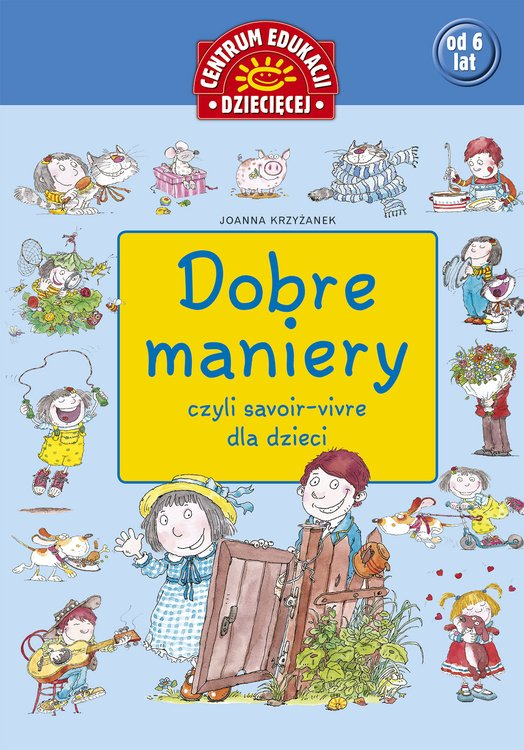 CENTRUM EDUKACJI
• DZIECIĘCEJ •
od 6
lat
JOANNA KRZYŻANEK
Dobre
maniery
czyli savoir-vivre
dla dzieci